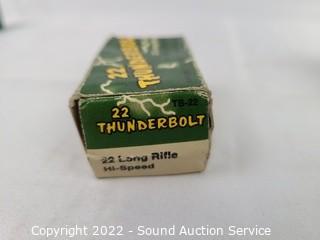 22
THUNDERBOLT
TB-22
22
THUNDERBOLT
22 Long Rifle
Hi-Speed
Copyright 2022 - Sound Auction Service